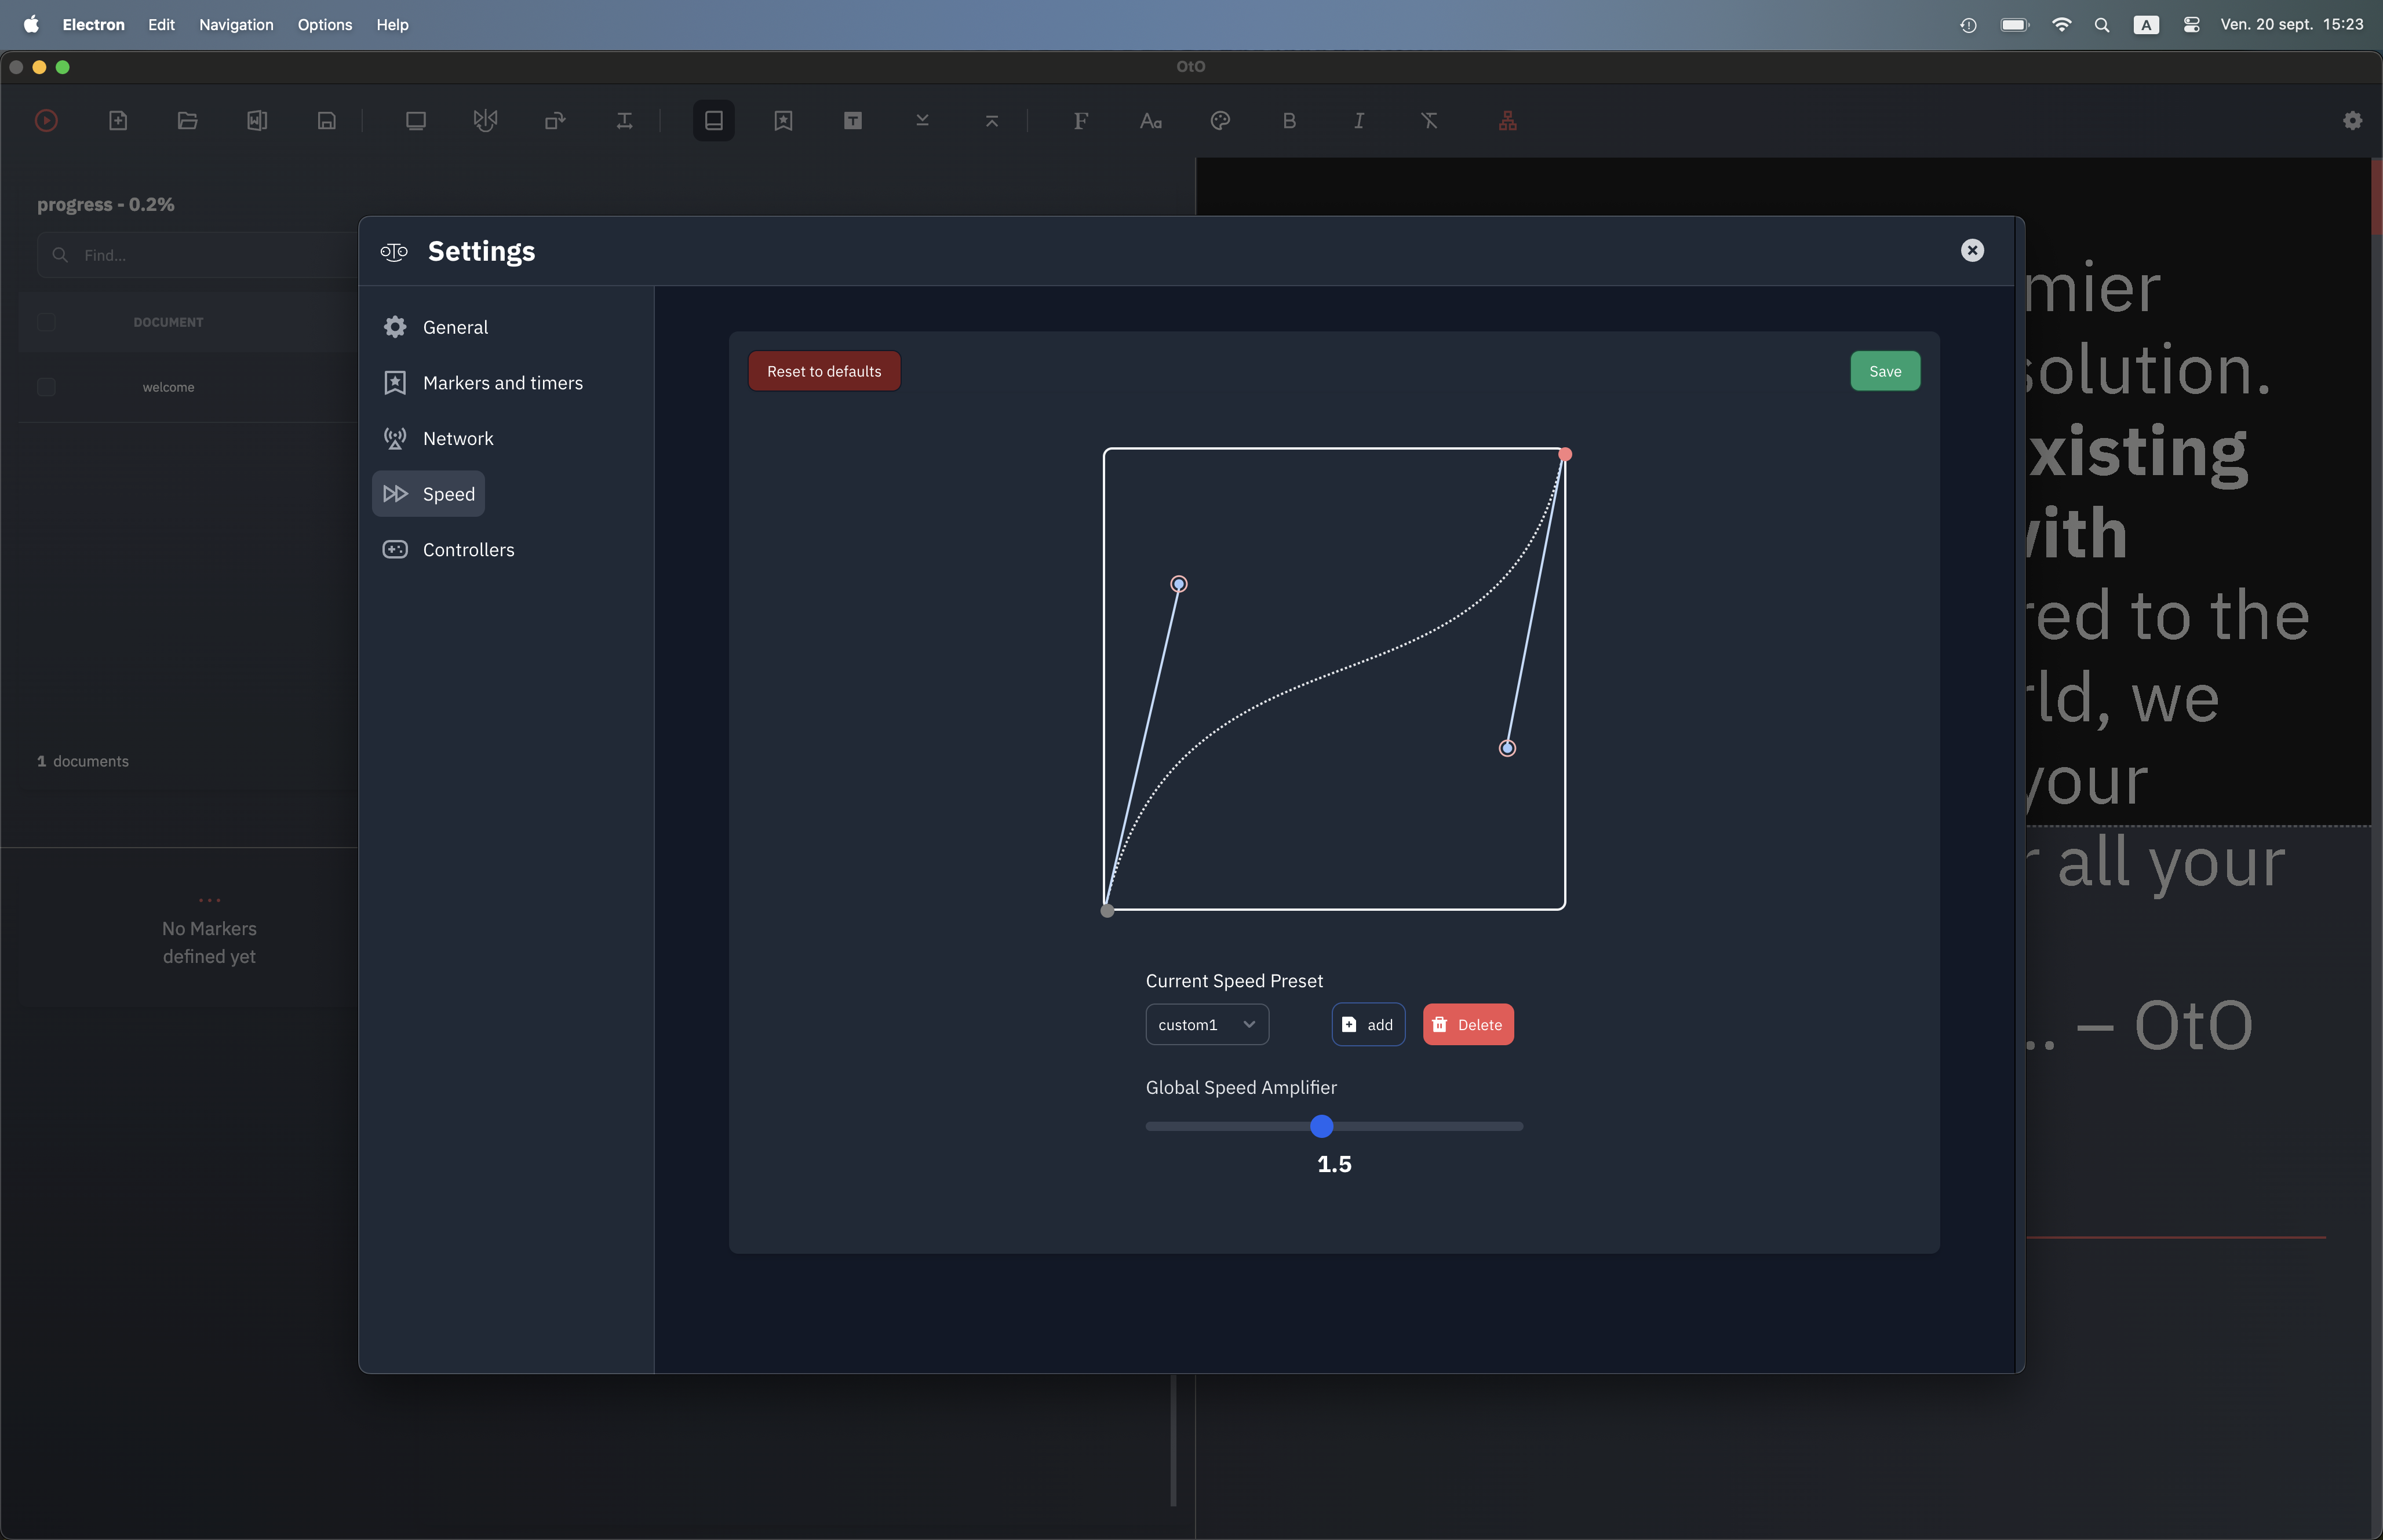 Electron Edit Navigation Options Help
A Ven. 20 sept. 15:23
OtO
progress - 0.2%
Find...
DOCUMENT
welcome
1 documents
...
No Markers
defined yet
Settings
General
Markers and timers
Network
Speed
Controllers
Reset to defaults
Save
Current Speed Preset
custom1
add
Delete
Global Speed Amplifier
1.5
mier
solution.
xisting
with
red to the
rld, we
your
r all your
.. – OtO